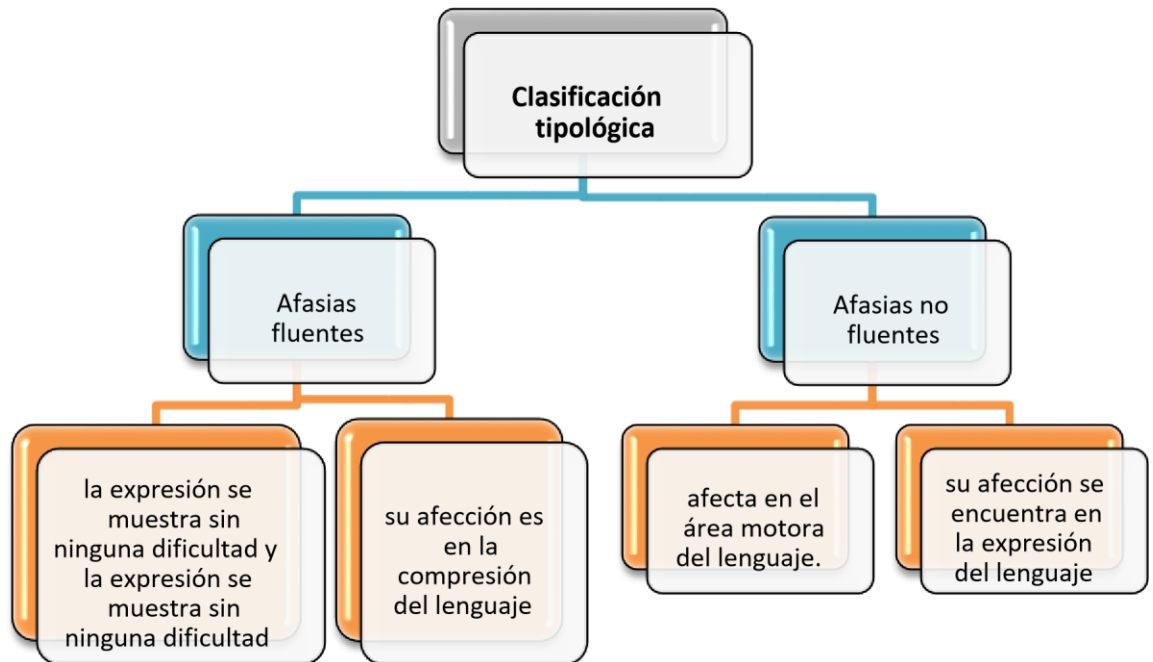 Clasificación
tipológica
Afasias
fluentes
Afasias no
fluentes
la expresión se
muestra sin
ninguna dificultad y
la expresión se
muestra sin
ninguna dificultad
su afección es
en la
compresión
del lenguaje
afecta en el
área motora
del lenguaje.
su afección se
encuentra en
la expresión
del lenguaje